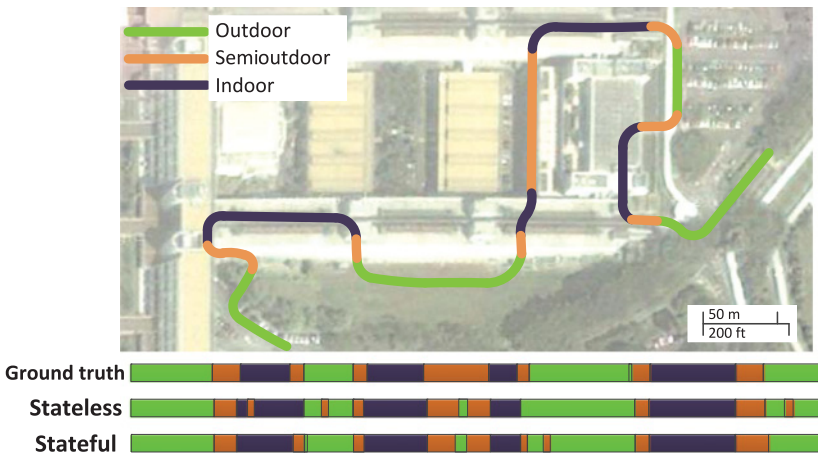 Outdoor
Semioutdoor
Indoor
50 m
200 ft
Ground truth
Stateless
Stateful